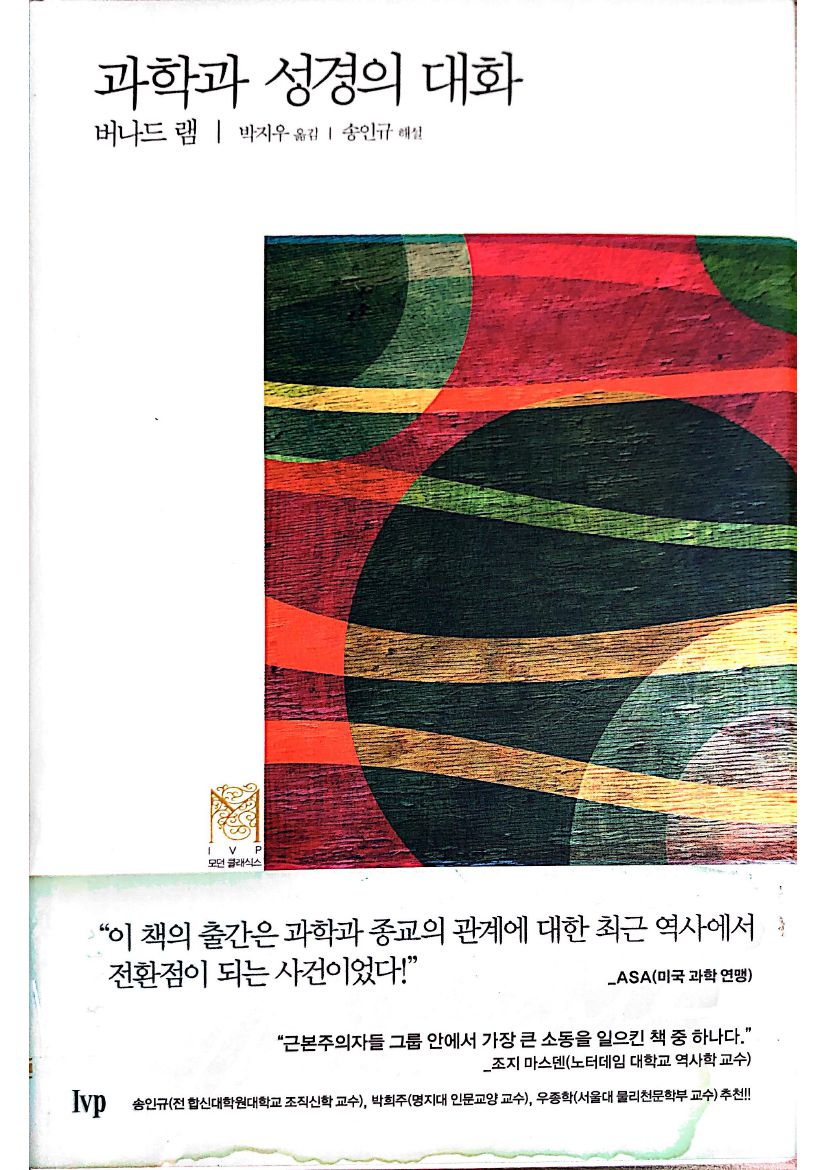 과학과 성경의 대화
버나드 램 | 박지우 옮김 | 송인규 해설
IVP
모던 클래식스
“이 책의 출간은 과학과 종교의 관계에 대한 최근 역사에서
전환점이 되는 사건이었다!”
_ASA(미국 과학 연맹)
“근본주의자들 그룹 안에서 가장 큰 소동을 일으킨 책 중 하나다.”
_조지 마스덴(노터데임 대학교 역사학 교수)
Ivp
송인규(전 합신대학원대학교 조직신학 교수), 박희주(명지대 인문교양 교수), 우종학(서울대 물리천문학부 교수) 추천!!